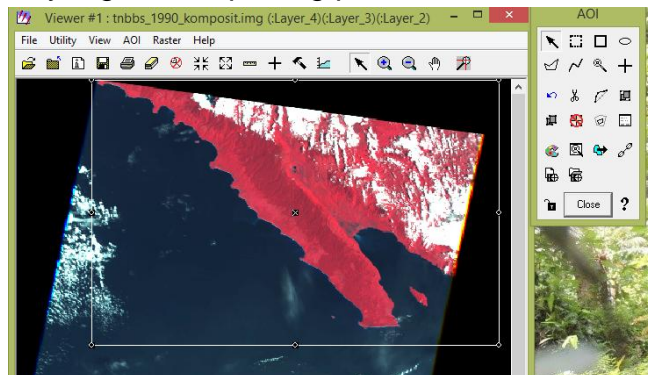 Viewer #1 : tnbbs_1990_komposit.img (:Layer_4)(:Layer_3)(:Layer_2)
File Utility View AOI Raster Help
AOI
Close ?